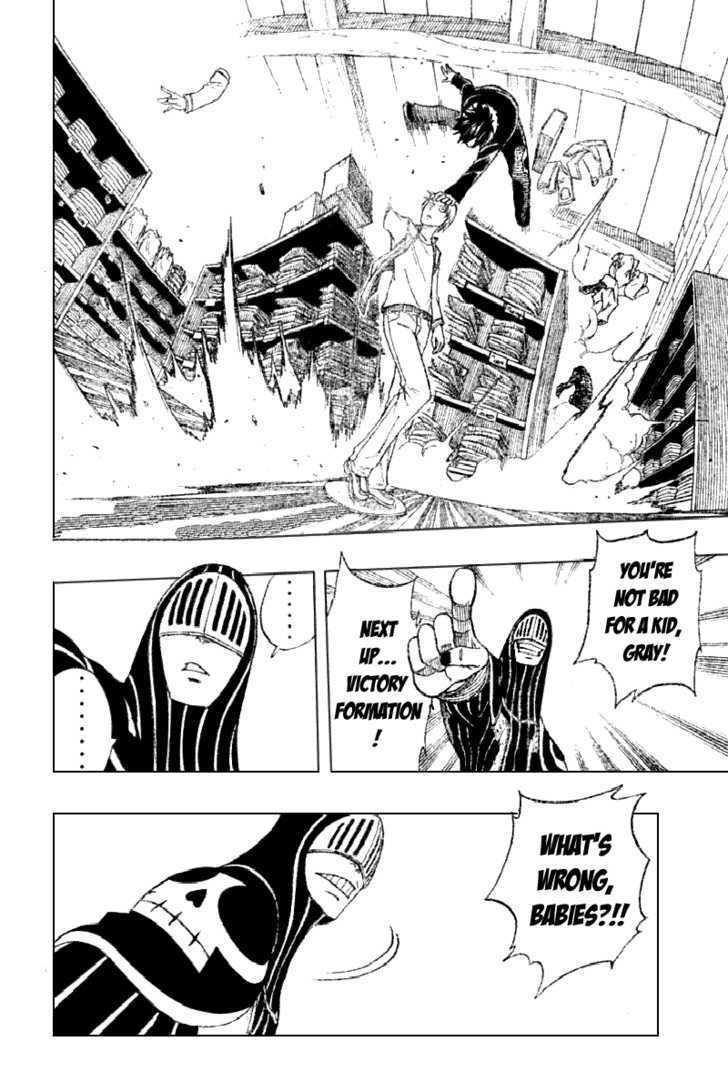 YOU'RE
NOT BAD
FOR A KID,
GRAY!
NEXT
UP...
VICTORY
FORMATION
!
......
......
WHAT'S
WRONG,
BABIES?!!